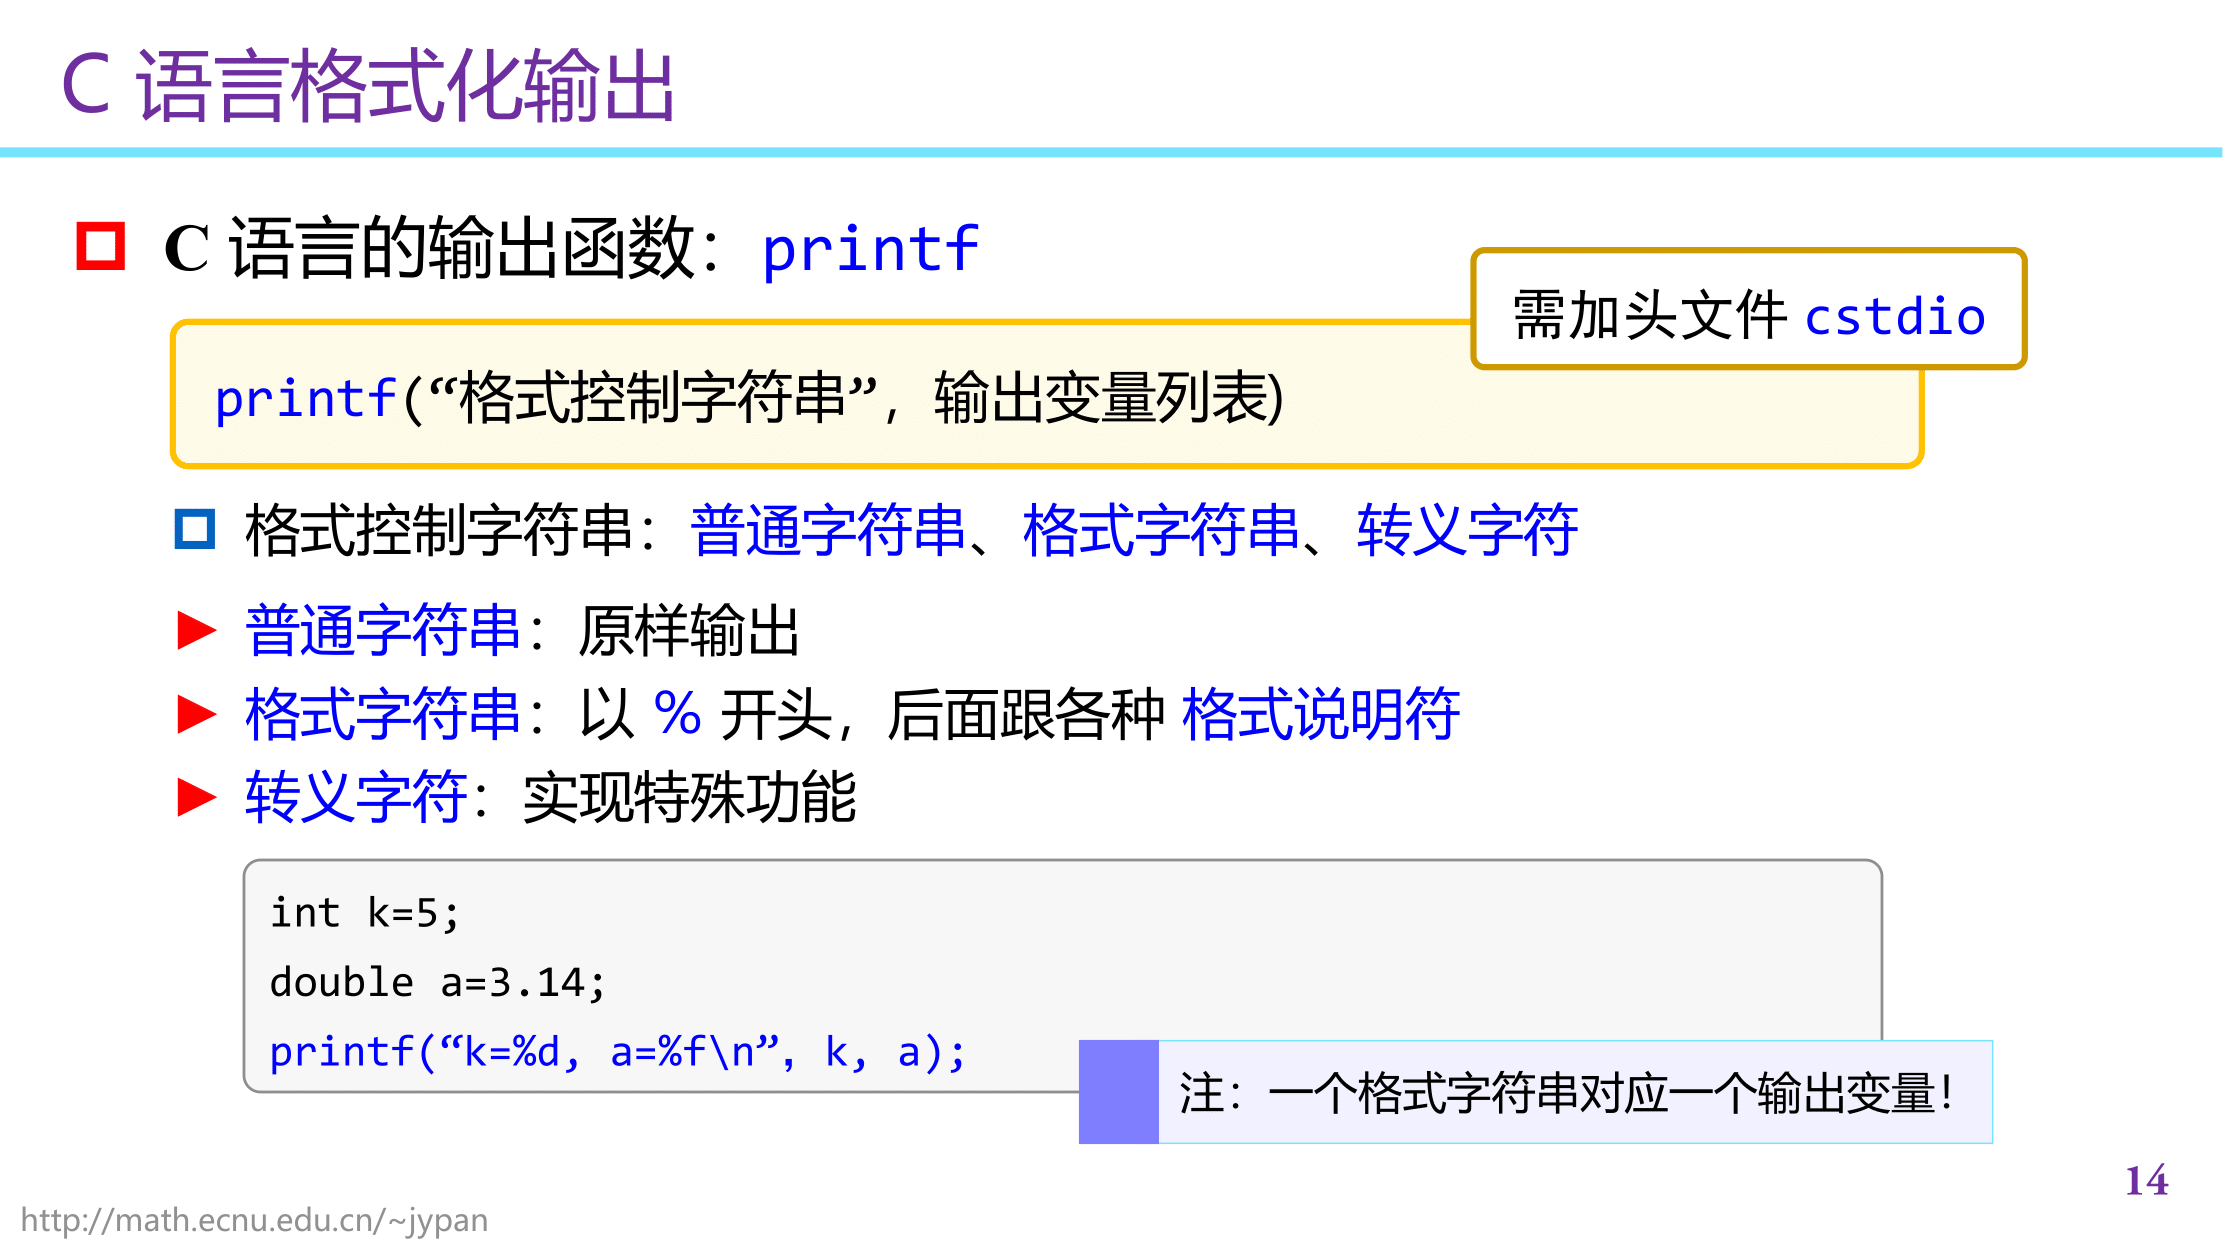 C 语言格式化输出
C 语言的输出函数：printf
需加头文件 cstdio
printf(“格式控制字符串”, 输出变量列表)
格式控制字符串：普通字符串、格式字符串、转义字符
普通字符串：原样输出
格式字符串：以 % 开头，后面跟各种 格式说明符
转义字符：实现特殊功能
int k=5;
double a=3.14;
printf(“k=%d, a=%f\n”, k, a);
注：一个格式字符串对应一个输出变量！
14
http://math.ecnu.edu.cn/~jypan